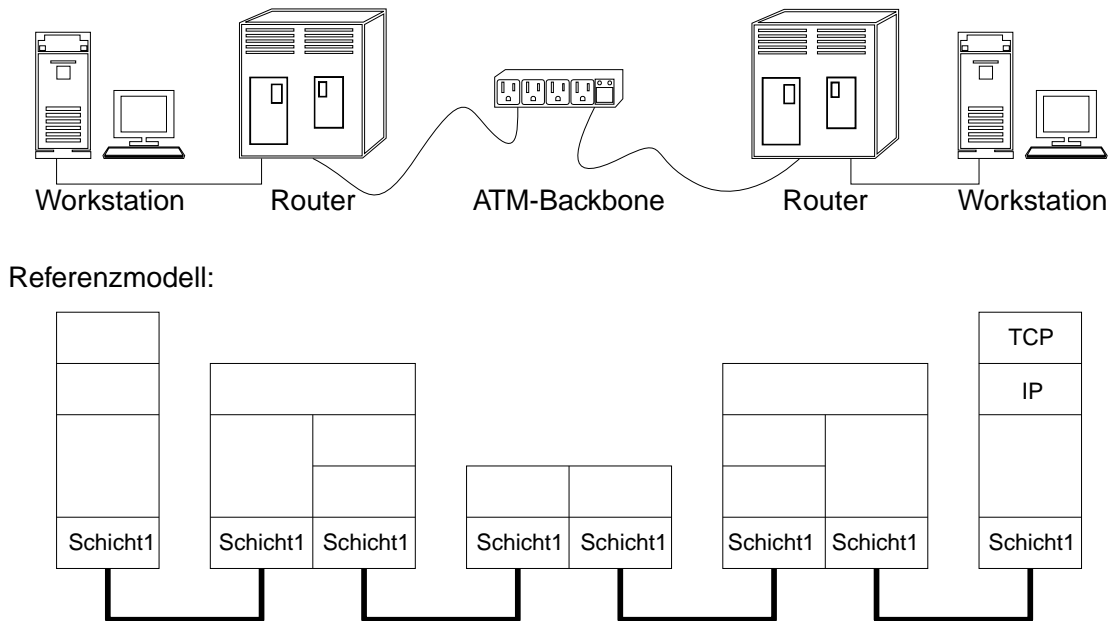 Workstation Router ATM-Backbone Router Workstation
Referenzmodell:
TCP
IP
Schicht1 Schicht1 Schicht1 Schicht1 Schicht1 Schicht1 Schicht1 Schicht1